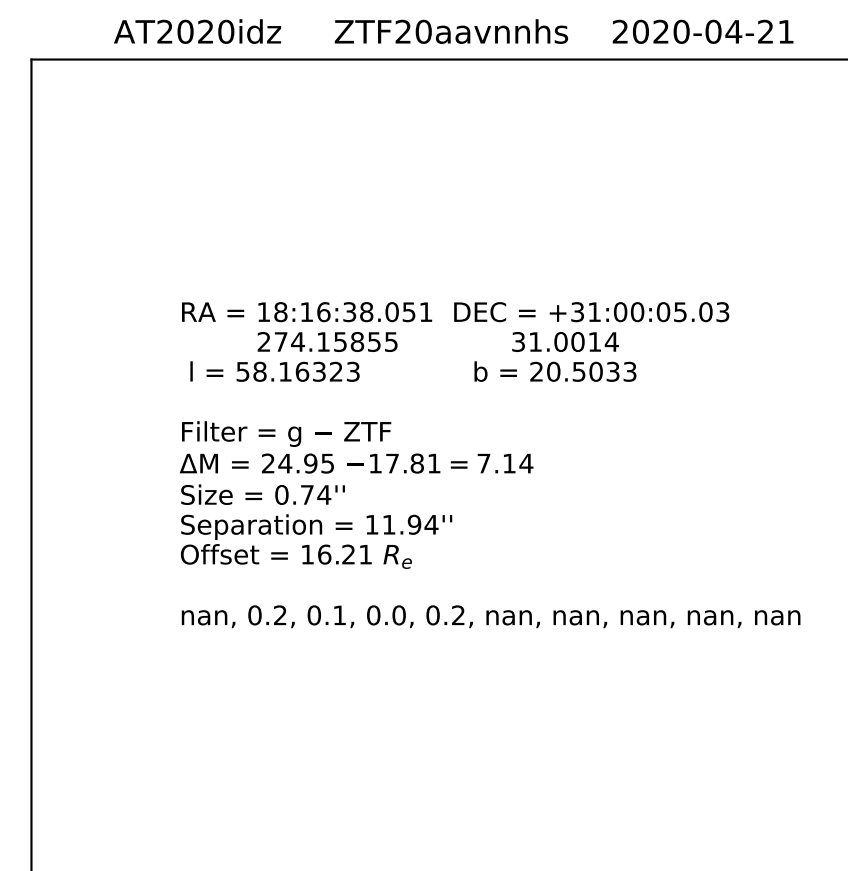 AT2020idz ZTF20aavnnhs 2020-04-21
RA = 18:16:38.051 DEC = +31:00:05.03
274.15855 31.0014
l = 58.16323 b = 20.5033
Filter = g − ZTF
ΔM = 24.95 −17.81 = 7.14
Size = 0.74''
Separation = 11.94''
Offset = 16.21 Rₑ
nan, 0.2, 0.1, 0.0, 0.2, nan, nan, nan, nan, nan